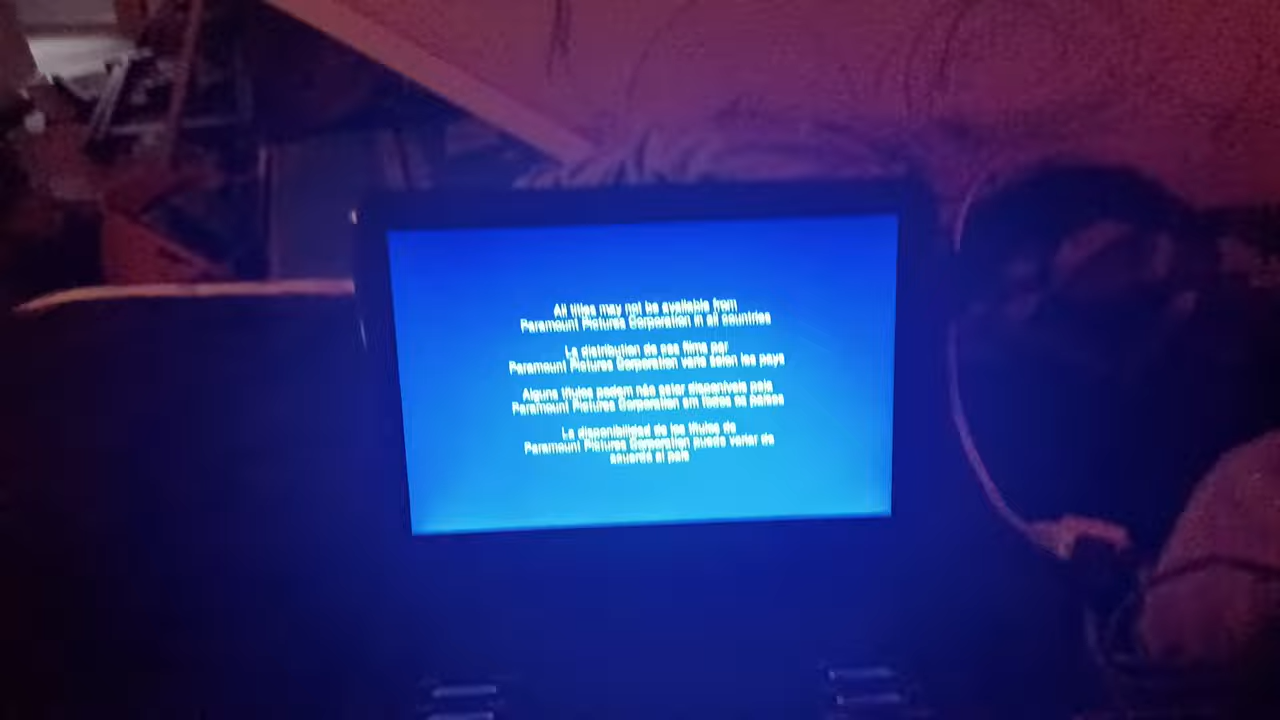 All titles may not be available from
Paramount Pictures Corporation in all countries
La distribution de ses films par
Paramount Pictures Corporation varie selon les pays
Alguns títulos podem não estar disponíveis pela
Paramount Pictures Corporation em todos os países
La disponibilidad de los títulos de
Paramount Pictures Corporation puede variar de
acuerdo al país